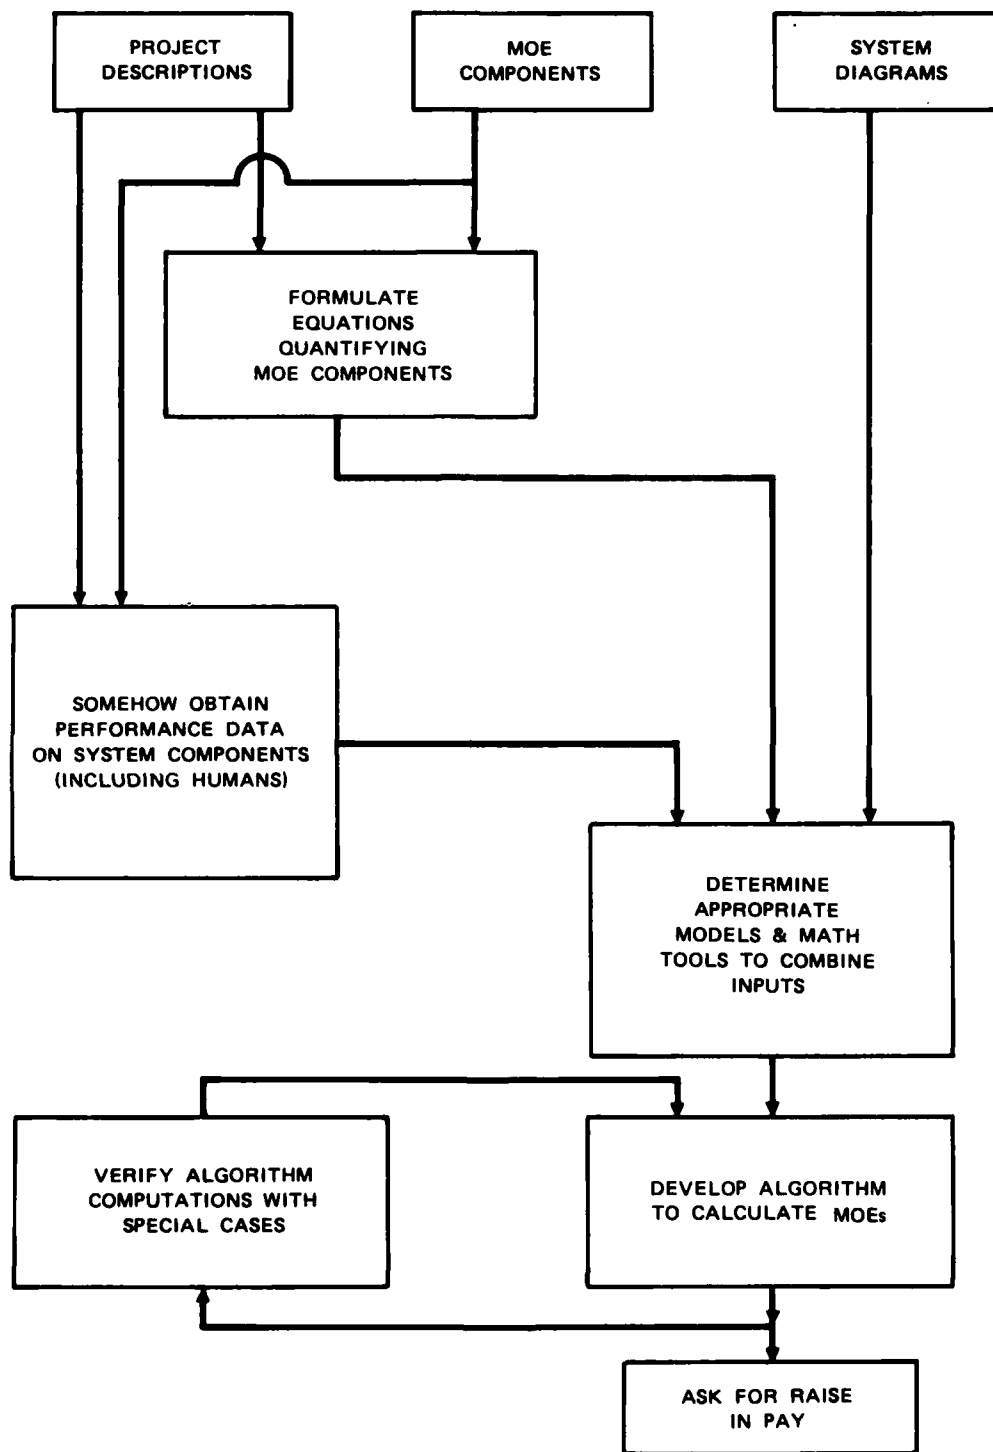 PROJECT
DESCRIPTIONS
MOE
COMPONENTS
SYSTEM
DIAGRAMS
FORMULATE
EQUATIONS
QUANTIFYING
MOE COMPONENTS
SOMEHOW OBTAIN
PERFORMANCE DATA
ON SYSTEM COMPONENTS
(INCLUDING HUMANS)
DETERMINE
APPROPRIATE
MODELS & MATH
TOOLS TO COMBINE
INPUTS
VERIFY ALGORITHM
COMPUTATIONS WITH
SPECIAL CASES
DEVELOP ALGORITHM
TO CALCULATE MOEs
ASK FOR RAISE
IN PAY